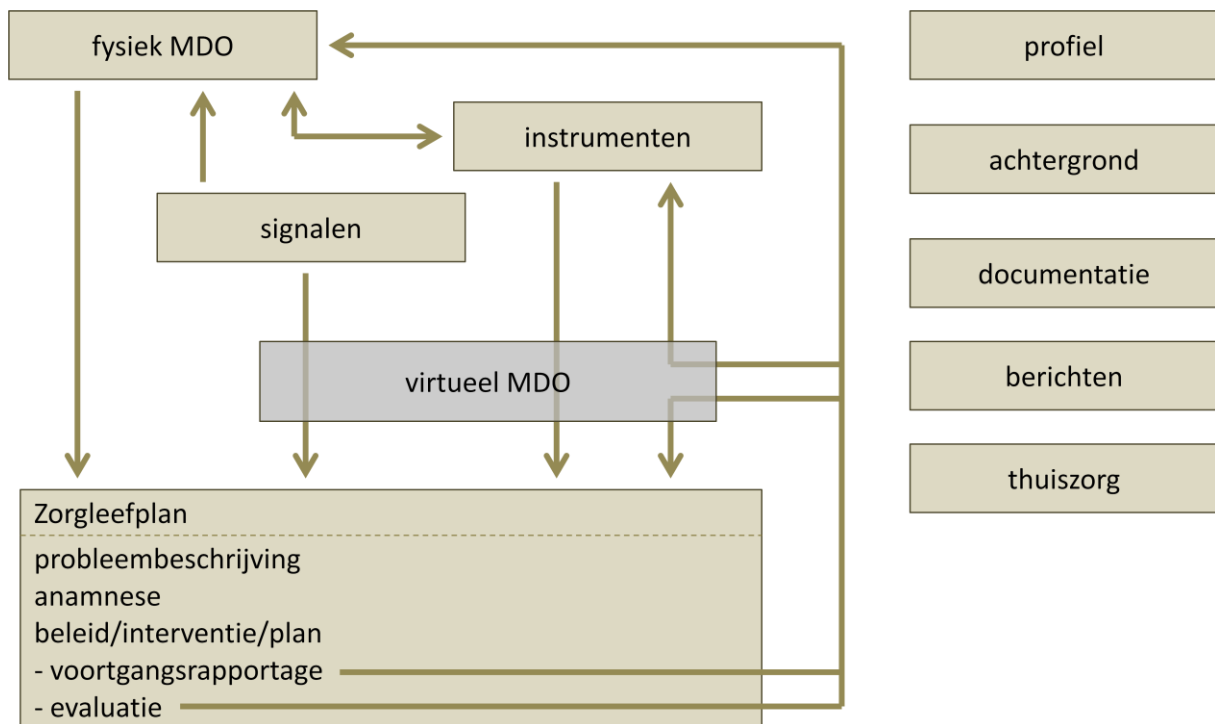 fysiek MDO
instrumenten
signalen
virtueel MDO
Zorgleefplan
probleembeschrijving
anamnese
beleid/interventie/plan
- voortgangsrapportage
- evaluatie
profiel
achtergrond
documentatie
berichten
thuiszorg